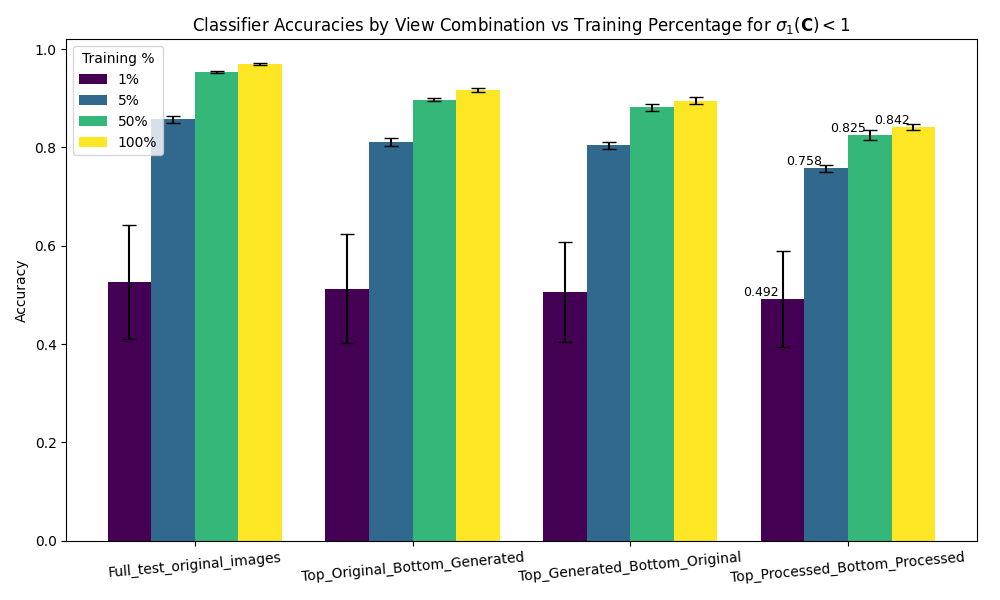 Classifier Accuracies by View Combination vs Training Percentage for σ₁(𝐂) < 1
Training %
1%
5%
50%
100%
Accuracy
1.0
0.8
0.6
0.4
0.2
0.0
0.492
0.758
0.825
0.842
Full_test_original_images
Top_Original_Bottom_Generated
Top_Generated_Bottom_Original
Top_Processed_Bottom_Processed